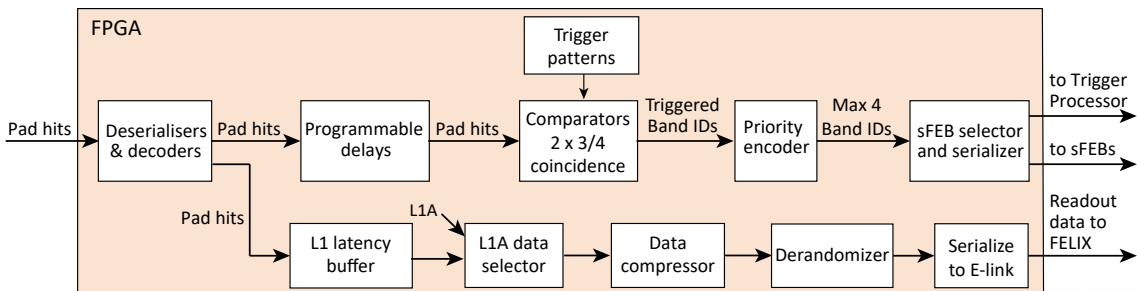 FPGA
Trigger
patterns
to Trigger
Processor
Pad hits
Deserialisers
& decoders
Pad hits
Programmable
delays
Pad hits
Comparators
2 x 3/4
coincidence
Triggered
Band IDs
Priority
encoder
Max 4
Band IDs
sFEB selector
and serializer
to sFEBs
Pad hits
L1 latency
buffer
L1A
L1A data
selector
Data
compressor
Derandomizer
Serialize
to E-link
Readout
data to
FELIX